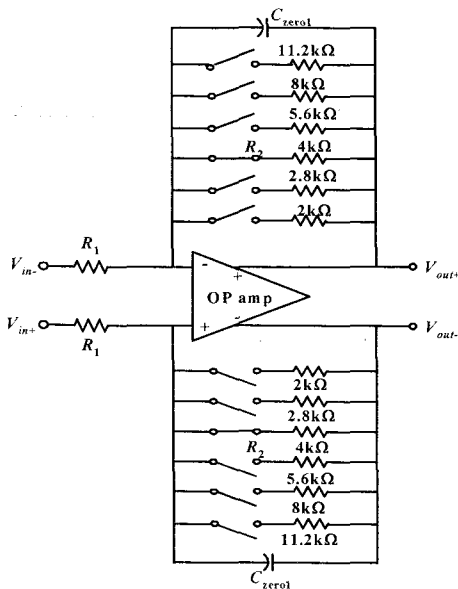 C_zero1
11.2kΩ
8kΩ
5.6kΩ
R_2
4kΩ
2.8kΩ
2kΩ
R_1
V_in-
-
+
V_out+
OP amp
V_in+
+
-
V_out-
R_1
2kΩ
2.8kΩ
R_2
4kΩ
5.6kΩ
8kΩ
11.2kΩ
C_zero1